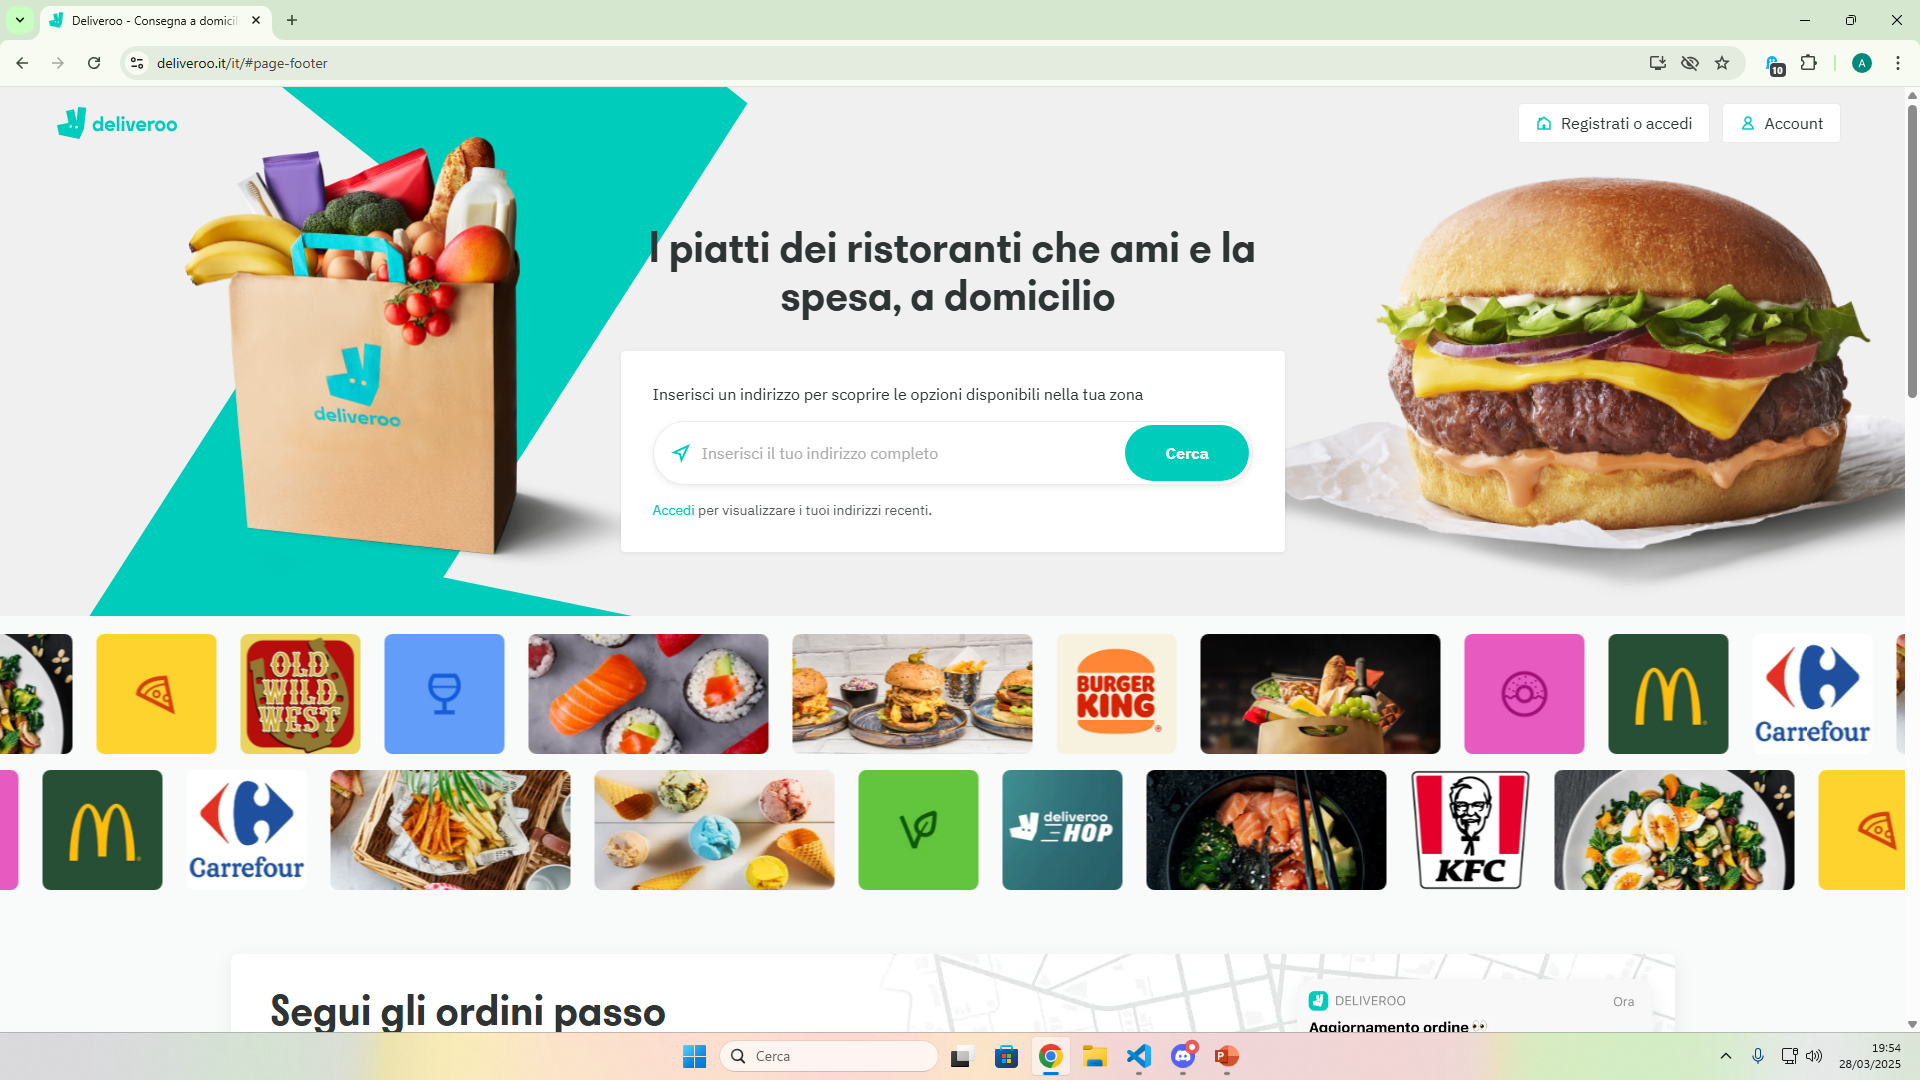 Deliveroo - Consegna a domicil
deliveroo.it/it/#page-footer
10
A
deliveroo
Registrati o accedi
Account
I piatti dei ristoranti che ami e la
spesa, a domicilio
deliveroo
Inserisci un indirizzo per scoprire le opzioni disponibili nella tua zona
Inserisci il tuo indirizzo completo
Cerca
Accedi per visualizzare i tuoi indirizzi recenti.
OLD
WILD
WEST
BURGER
KING
Carrefour
Carrefour
deliveroo
HOP
KFC
Segui gli ordini passo
DELIVEROO
Ora
Aggiornamento ordine 👀
Cerca
19:54
28/03/2025